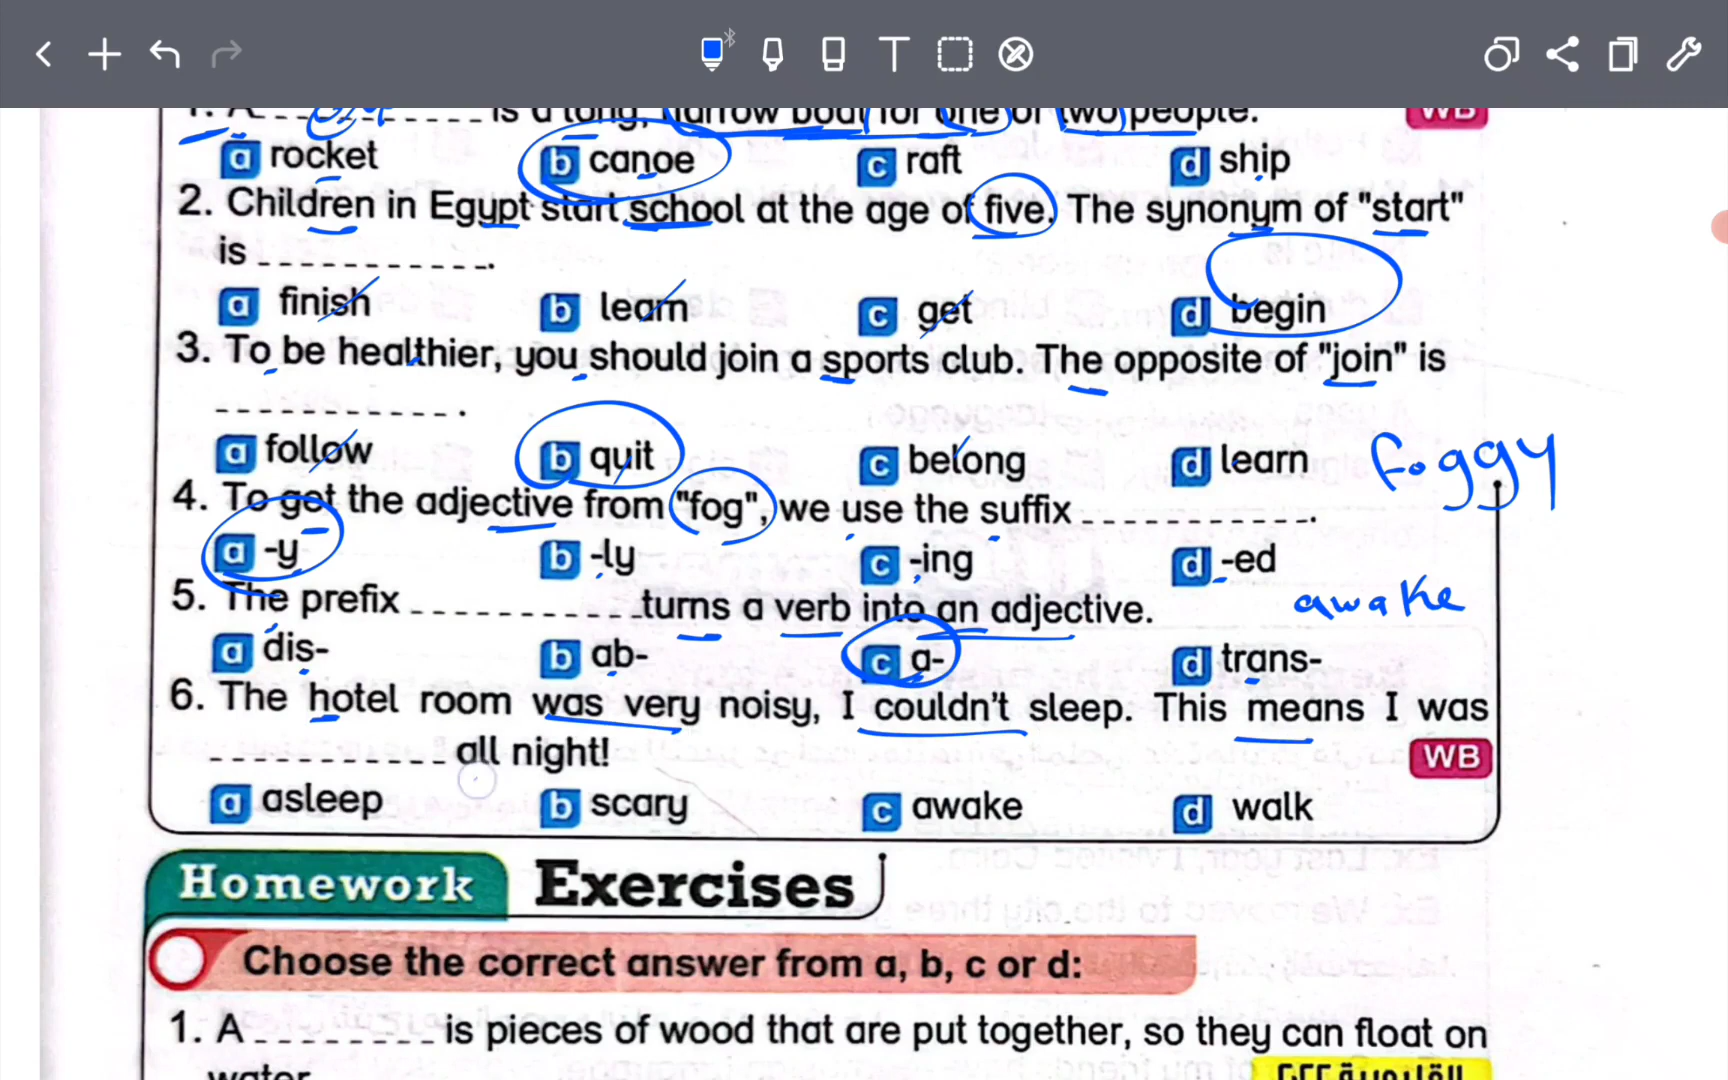 1. A ---------- is a long, narrow boat for one or two people. WB
a rocket b canoe c raft d ship
2. Children in Egypt start school at the age of five. The synonym of "start"
is -----------.
a finish b learn c get d begin
3. To be healthier, you should join a sports club. The opposite of "join" is
-----------.
a follow b quit c belong d learn
foggy
4. To get the adjective from "fog", we use the suffix -----------.
a -y b -ly c -ing d -ed
awake
5. The prefix ----------- turns a verb into an adjective.
a dis- b ab- c a- d trans-
6. The hotel room was very noisy, I couldn't sleep. This means I was
----------- all night! WB
a asleep b scary c awake d walk
Homework Exercises
Choose the correct answer from a, b, c or d:
1. A --------- is pieces of wood that are put together, so they can float on
water.